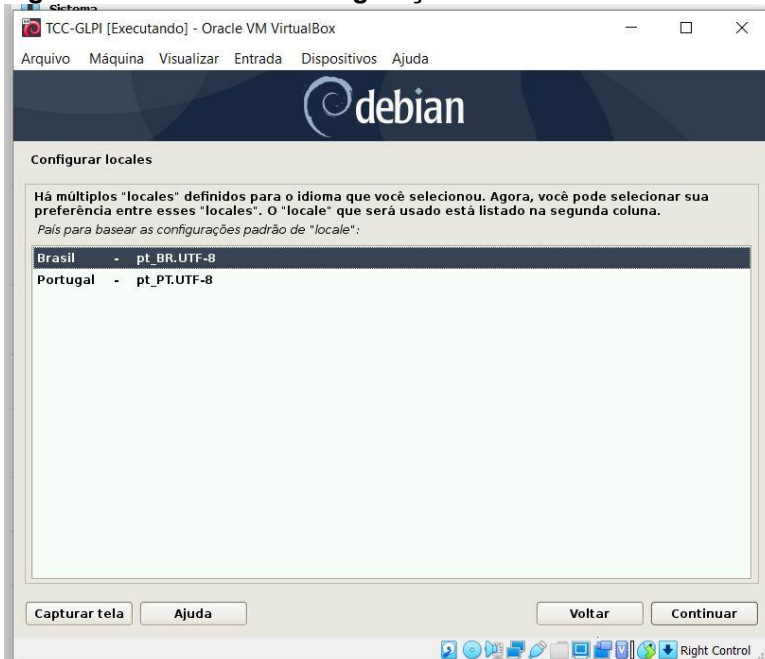 Sistema
TCC-GLPI [Executando] - Oracle VM VirtualBox
Arquivo Máquina Visualizar Entrada Dispositivos Ajuda
debian
Configurar locales
Há múltiplos "locales" definidos para o idioma que você selecionou. Agora, você pode selecionar sua
preferência entre esses "locales". O "locale" que será usado está listado na segunda coluna.
País para basear as configurações padrão de "locale":
Brasil - pt_BR.UTF-8
Portugal - pt_PT.UTF-8
Capturar tela Ajuda Voltar Continuar
Right Control